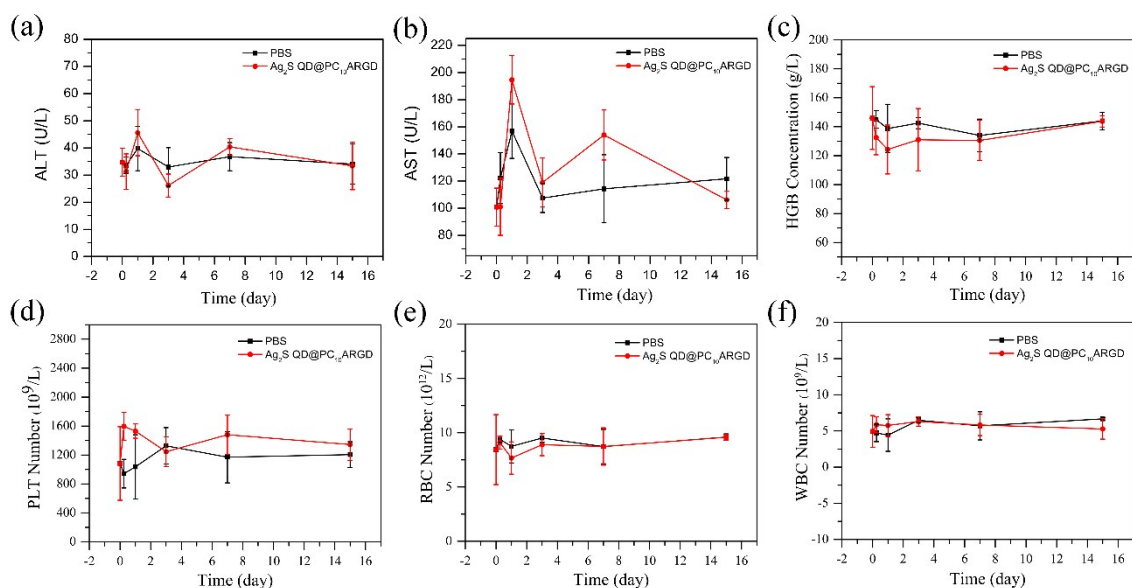 (a)
80
70
60
50
40
30
20
10
0
ALT (U/L)
PBS
Ag₂S QD@PC₁₀ARGD
-2 0 2 4 6 8 10 12 14 16
Time (day)
(b)
220
200
180
160
140
120
100
80
60
AST (U/L)
PBS
Ag₂S QD@PC₁₀ARGD
-2 0 2 4 6 8 10 12 14 16
Time (day)
(c)
200
180
160
140
120
100
80
60
HGB Concentration (g/L)
PBS
Ag₂S QD@PC₁₀ARGD
-2 0 2 4 6 8 10 12 14 16
Time (day)
(d)
2800
2400
2000
1600
1200
800
400
0
PLT Number (10⁹/L)
PBS
Ag₂S QD@PC₁₀ARGD
-2 0 2 4 6 8 10 12 14 16
Time (day)
(e)
20
15
10
5
0
RBC Number (10¹²/L)
PBS
Ag₂S QD@PC₁₀ARGD
-2 0 2 4 6 8 10 12 14 16
Time (day)
(f)
20
15
10
5
0
-5
-10
WBC Number (10⁹/L)
PBS
Ag₂S QD@PC₁₀ARGD
-2 0 2 4 6 8 10 12 14 16
Time (day)